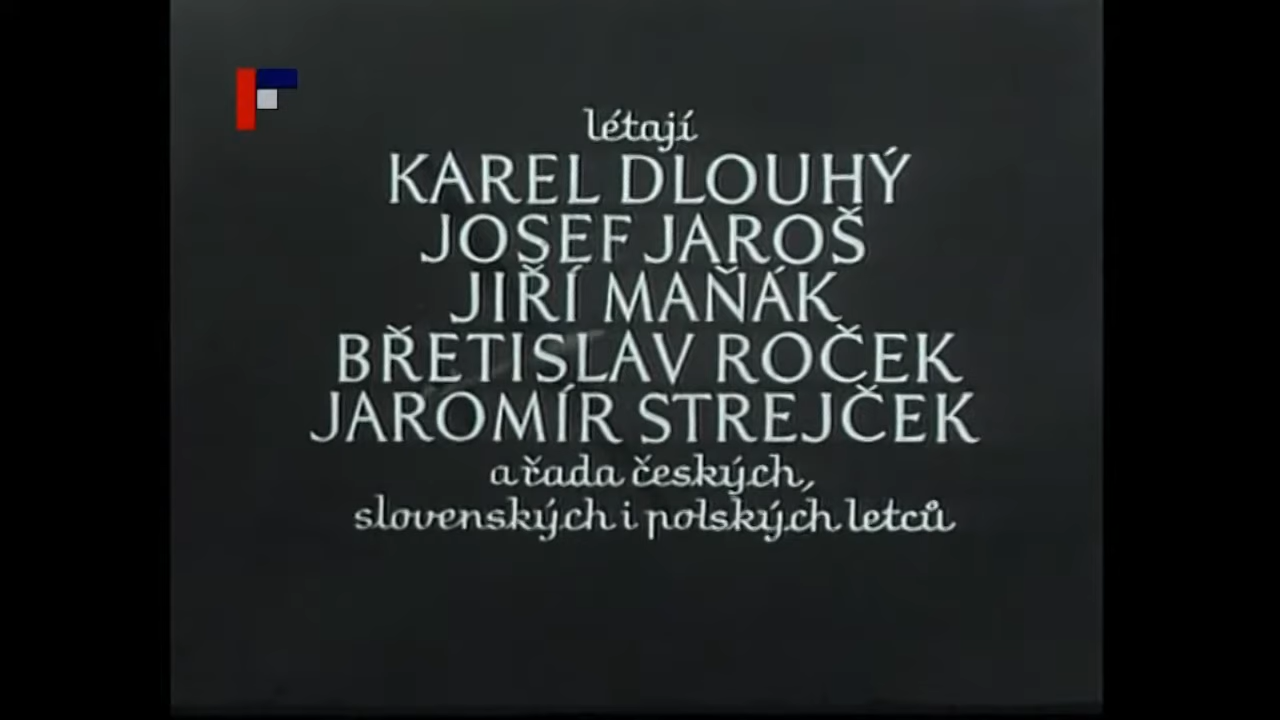 létají
KAREL DLOUHÝ
JOSEF JAROŠ
JIŘÍ MAŇÁK
BŘETISLAV ROČEK
JAROMÍR STREJČEK
a řada českých,
slovenských i polských letců